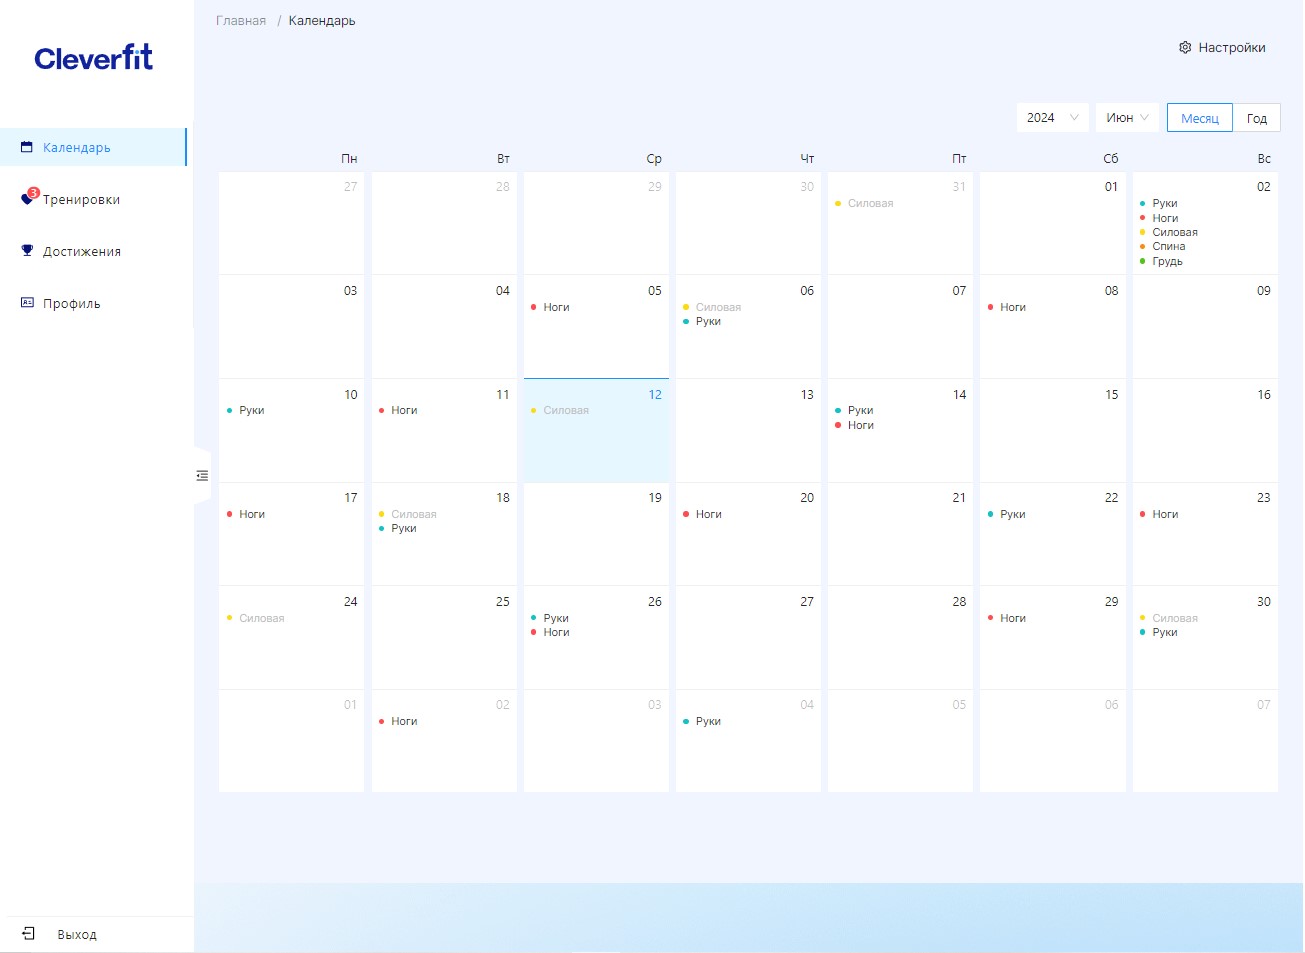 Главная / Календарь
Cleverfit
Настройки
2024 Июн Месяц Год
Календарь
3
Тренировки
Достижения
Профиль
Выход
Пн Вт Ср Чт Пт Сб Вс
27 28 29 30 31 01 02
Силовая
Руки
Ноги
Силовая
Спина
Грудь
03 04 05 06 07 08 09
Ноги Силовая Ноги
Руки
10 11 12 13 14 15 16
Руки Ноги Силовая Руки
Ноги
17 18 19 20 21 22 23
Ноги Силовая Ноги Руки Ноги
Руки
24 25 26 27 28 29 30
Силовая Руки Ноги Силовая
Ноги Руки
01 02 03 04 05 06 07
Ноги Руки